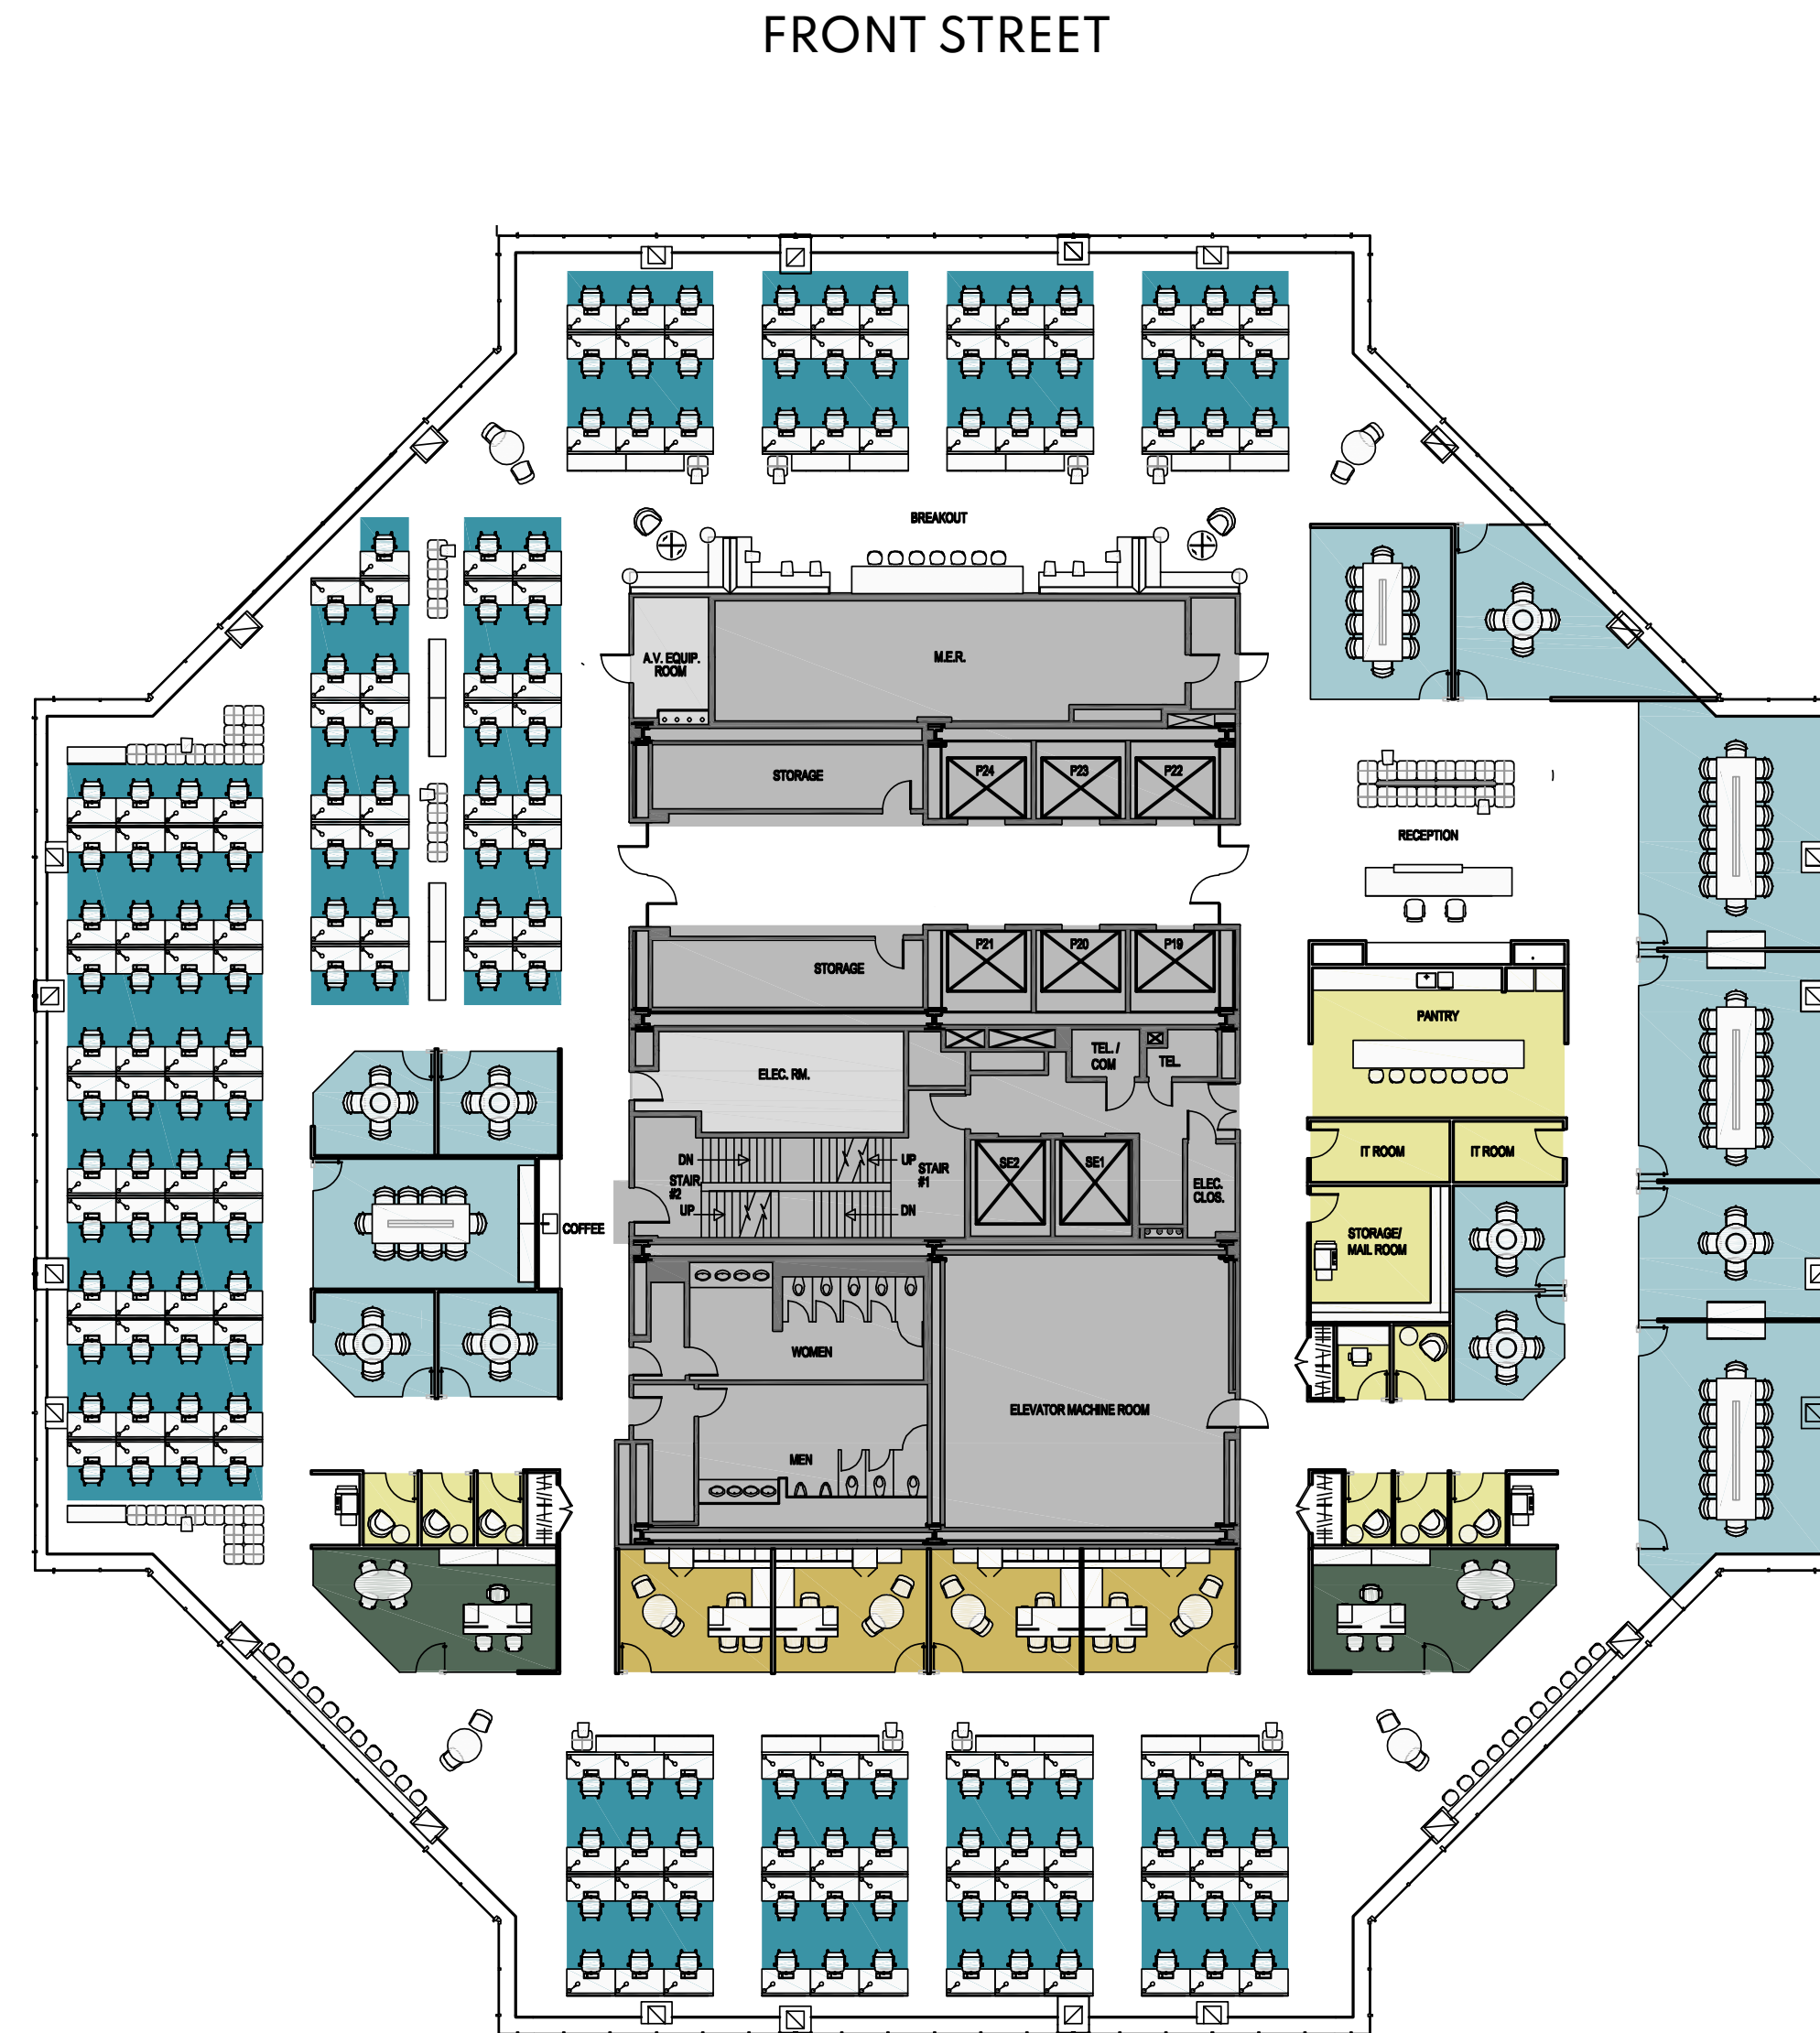 FRONT STREET
BREAKOUT
A.V. EQUIP.
ROOM
M.E.R.
STORAGE
P24
P23
P22
RECEPTION
STORAGE
P21
P20
P19
PANTRY
ELEC. RM.
TEL. /
COM
TEL.
IT ROOM
IT ROOM
DN
UP
STAIR
#2
STAIR
#1
UP
DN
SE2
SE1
ELEC.
CLOS.
COFFEE
STORAGE/
MAIL ROOM
WOMEN
ELEVATOR MACHINE ROOM
MEN